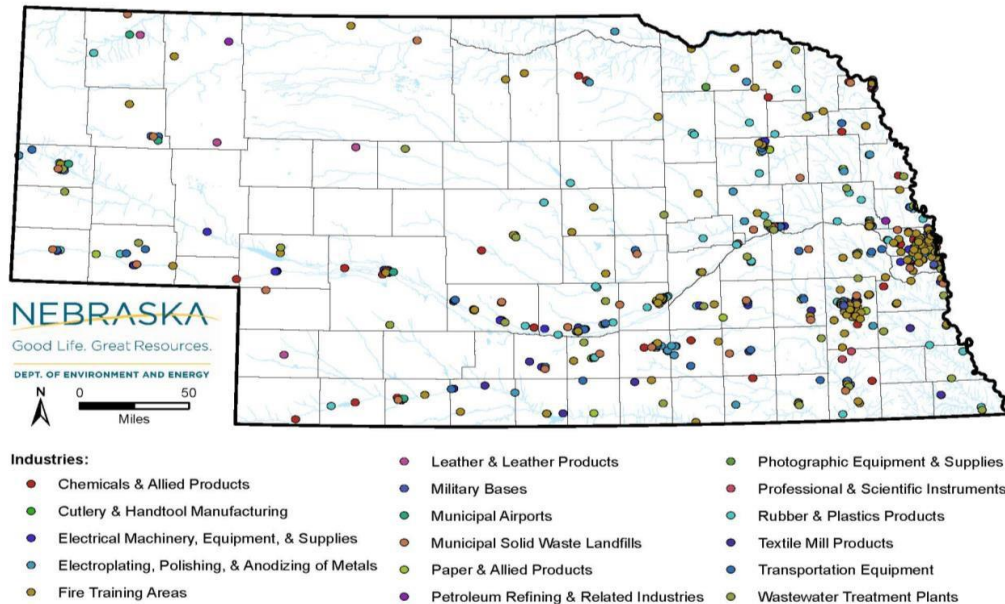 NEBRASKA
Good Life. Great Resources.
DEPT. OF ENVIRONMENT AND ENERGY
N
0 50
Miles
Industries:
Chemicals & Allied Products
Cutlery & Handtool Manufacturing
Electrical Machinery, Equipment, & Supplies
Electroplating, Polishing, & Anodizing of Metals
Fire Training Areas
Leather & Leather Products
Military Bases
Municipal Airports
Municipal Solid Waste Landfills
Paper & Allied Products
Petroleum Refining & Related Industries
Photographic Equipment & Supplies
Professional & Scientific Instruments
Rubber & Plastics Products
Textile Mill Products
Transportation Equipment
Wastewater Treatment Plants